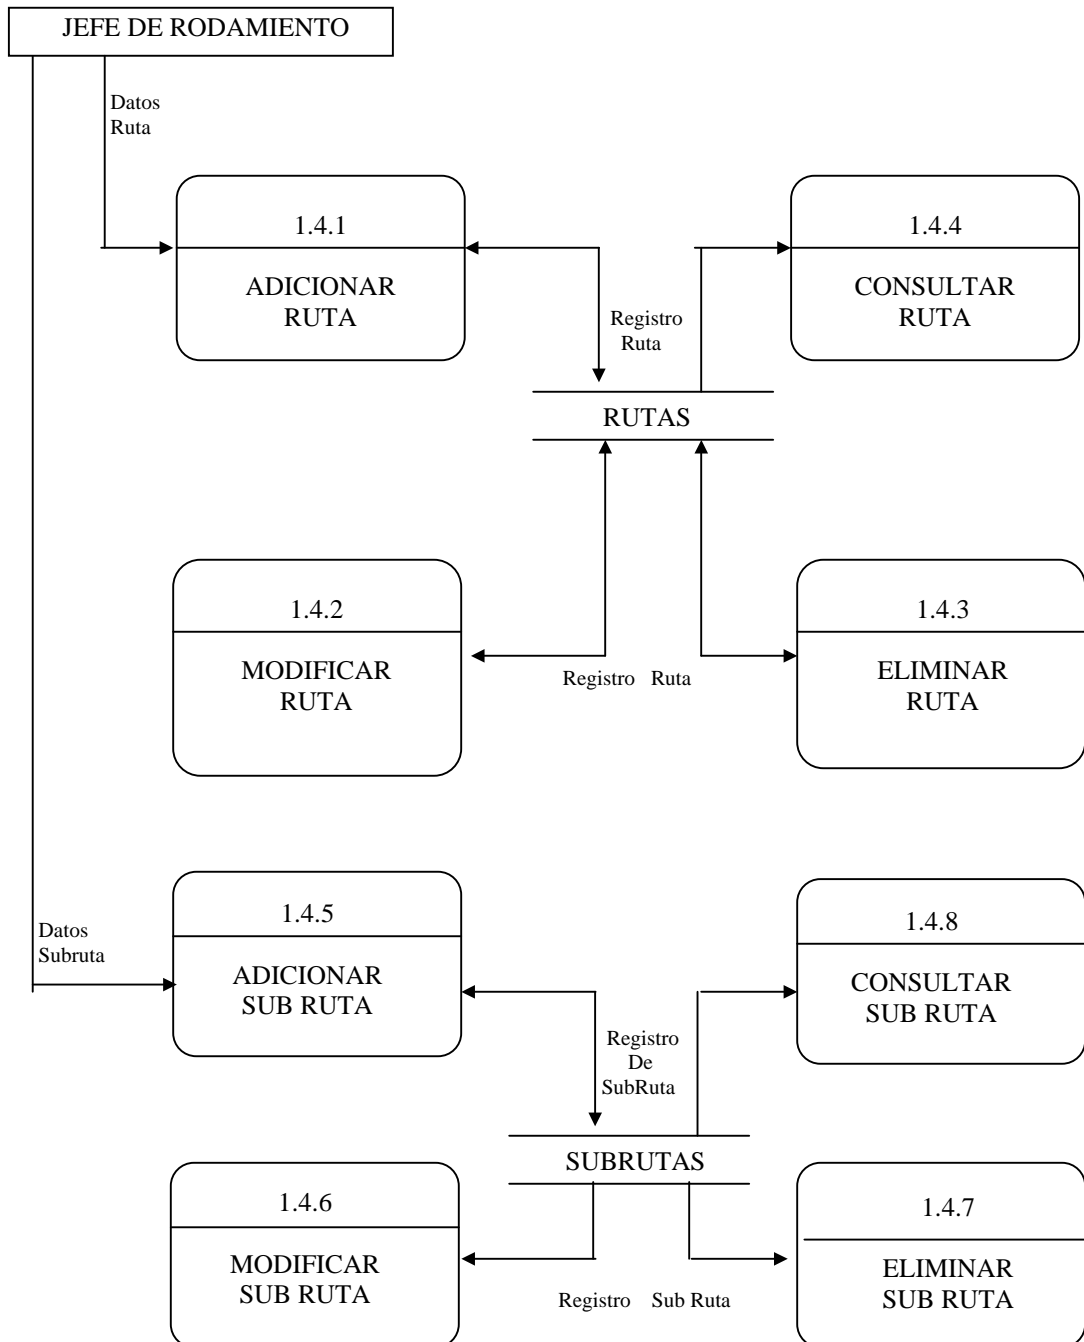 JEFE DE RODAMIENTO
Datos
Ruta
1.4.1
ADICIONAR
RUTA
1.4.4
CONSULTAR
RUTA
Registro
Ruta
RUTAS
1.4.2
MODIFICAR
RUTA
1.4.3
ELIMINAR
RUTA
Registro Ruta
Datos
Subruta
1.4.5
ADICIONAR
SUB RUTA
1.4.8
CONSULTAR
SUB RUTA
Registro
De
SubRuta
SUBRUTAS
1.4.6
MODIFICAR
SUB RUTA
1.4.7
ELIMINAR
SUB RUTA
Registro Sub Ruta